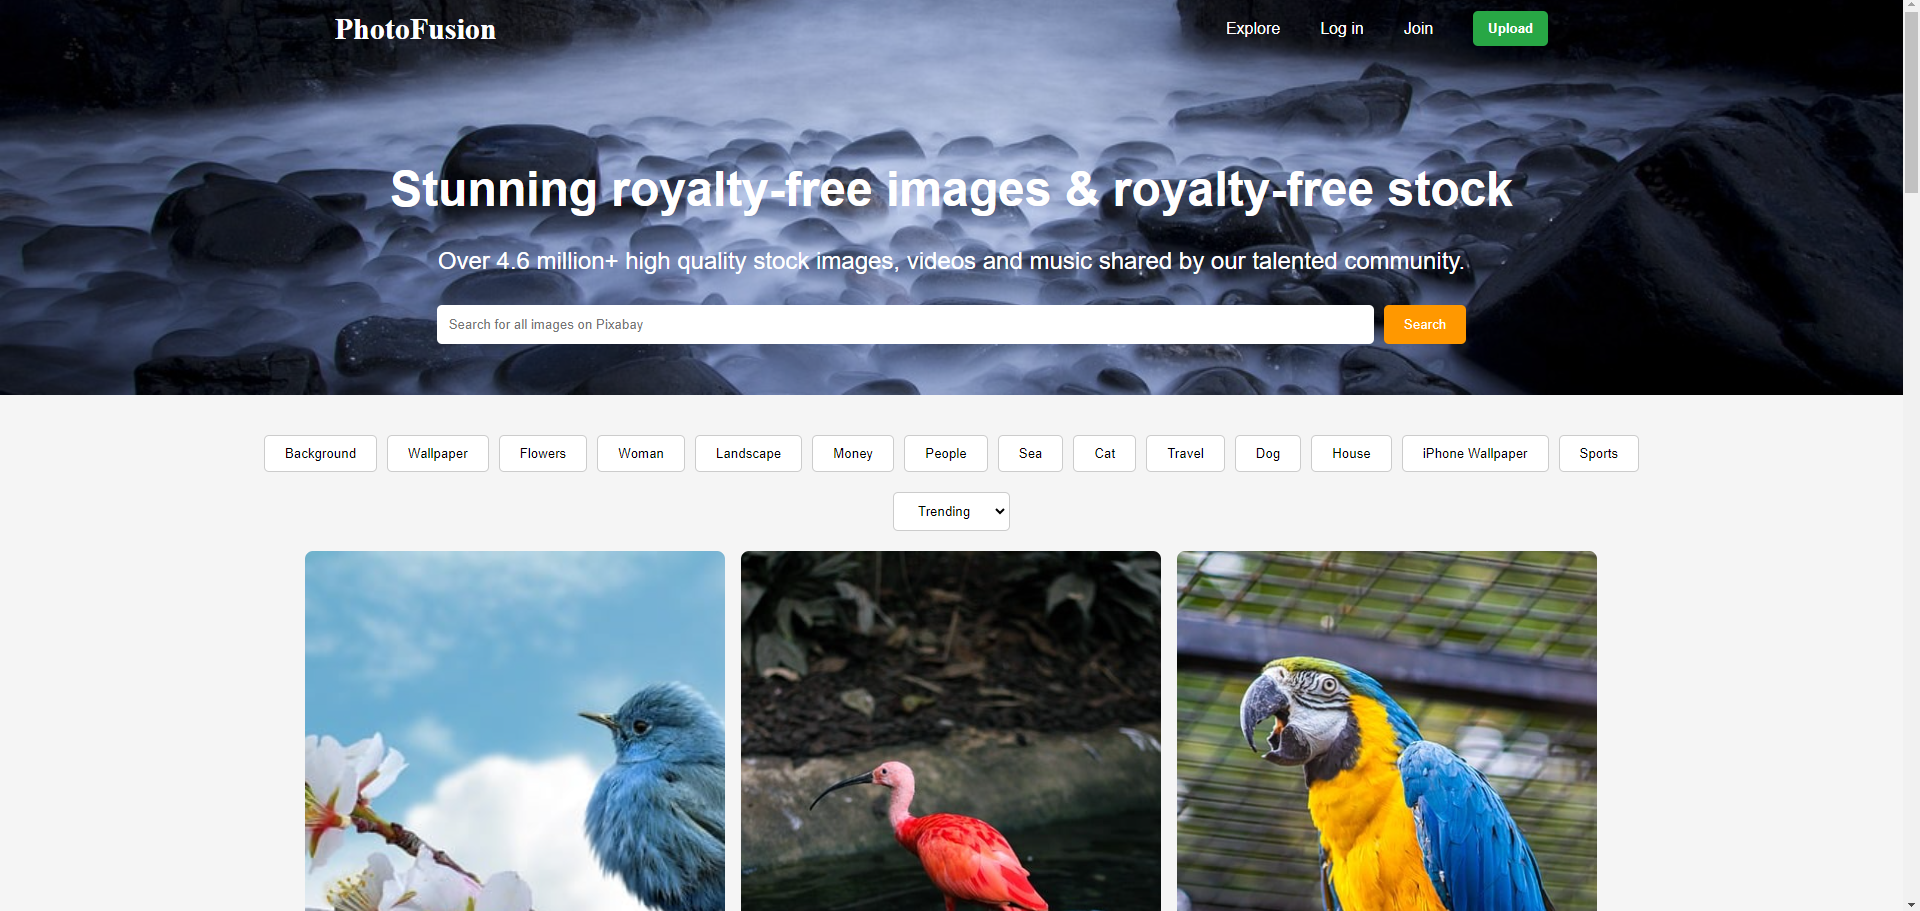 PhotoFusion
Explore Log in Join Upload
Stunning royalty-free images & royalty-free stock
Over 4.6 million+ high quality stock images, videos and music shared by our talented community.
Search for all images on Pixabay Search
Background Wallpaper Flowers Woman Landscape Money People Sea Cat Travel Dog House iPhone Wallpaper Sports
Trending